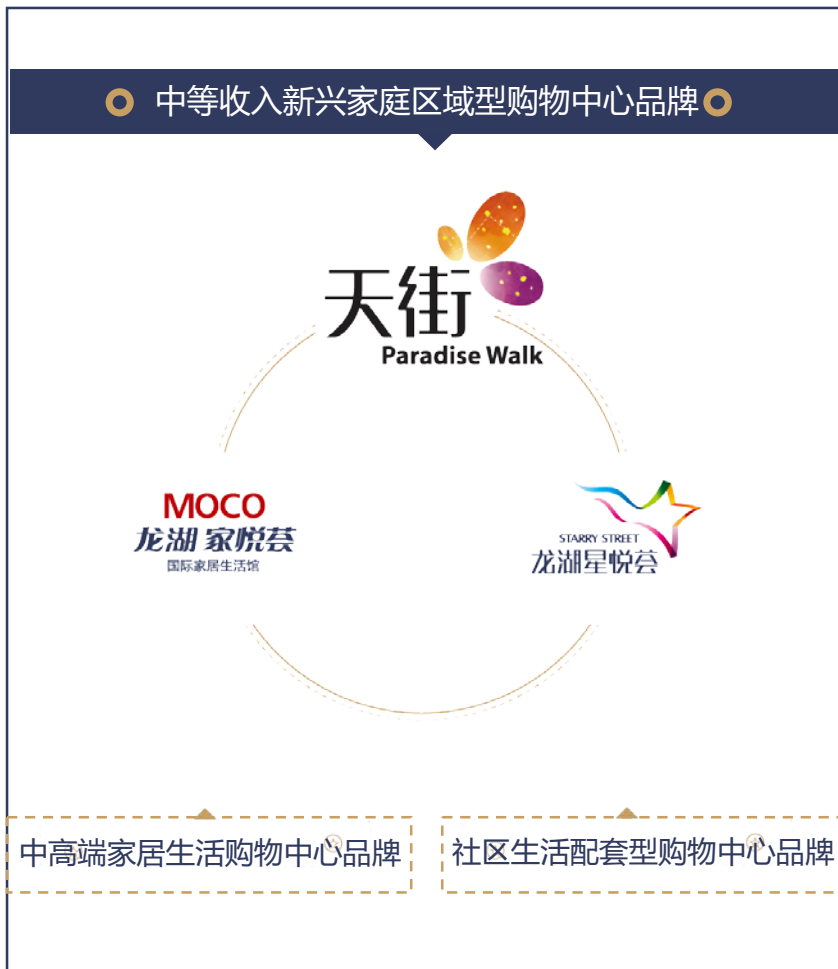 中等收入新兴家庭区域型购物中心品牌
天街
Paradise Walk
MOCO
龙湖 家悦荟
国际家居生活馆
STARRY STREET
龙湖星悦荟
中高端家居生活购物中心品牌
社区生活配套型购物中心品牌